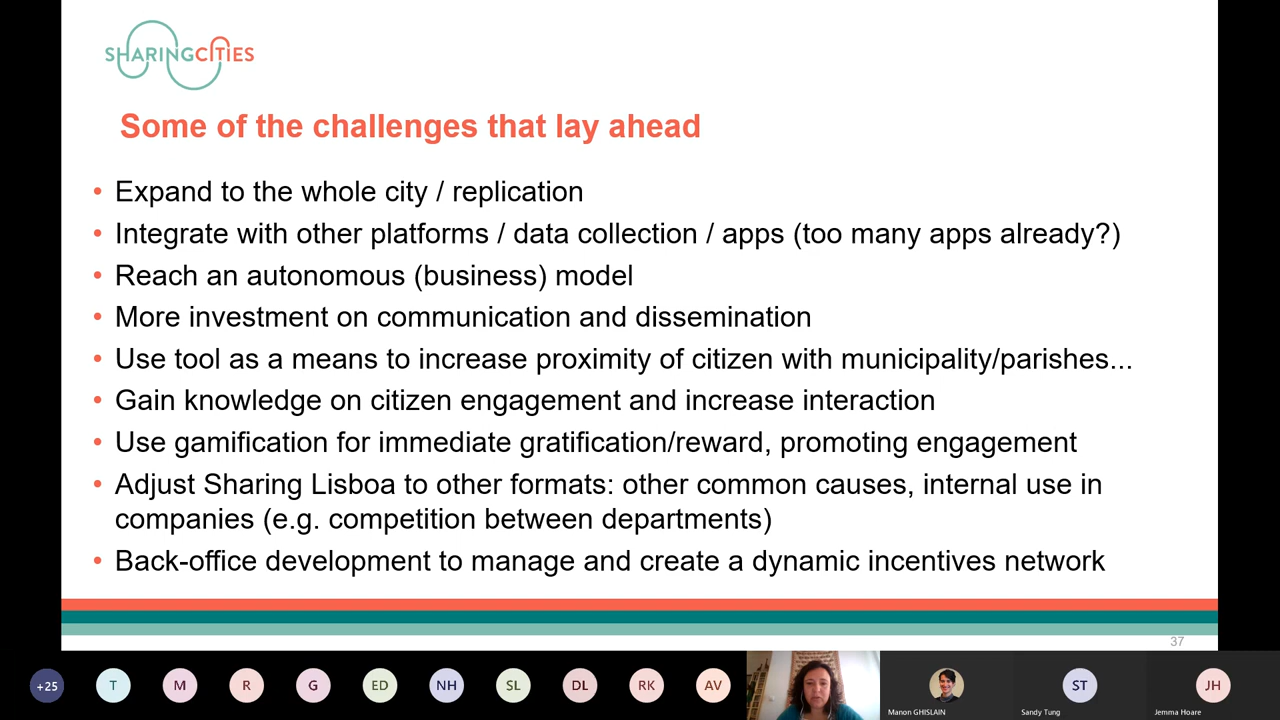 SHARINGCITIES
Some of the challenges that lay ahead
• Expand to the whole city / replication
• Integrate with other platforms / data collection / apps (too many apps already?)
• Reach an autonomous (business) model
• More investment on communication and dissemination
• Use tool as a means to increase proximity of citizen with municipality/parishes...
• Gain knowledge on citizen engagement and increase interaction
• Use gamification for immediate gratification/reward, promoting engagement
• Adjust Sharing Lisboa to other formats: other common causes, internal use in
companies (e.g. competition between departments)
• Back-office development to manage and create a dynamic incentives network
37
+25 T M R G ED NH SL DL RK AV ST JH
Manon GHISLAIN Sandy Tung Jemma Hoare